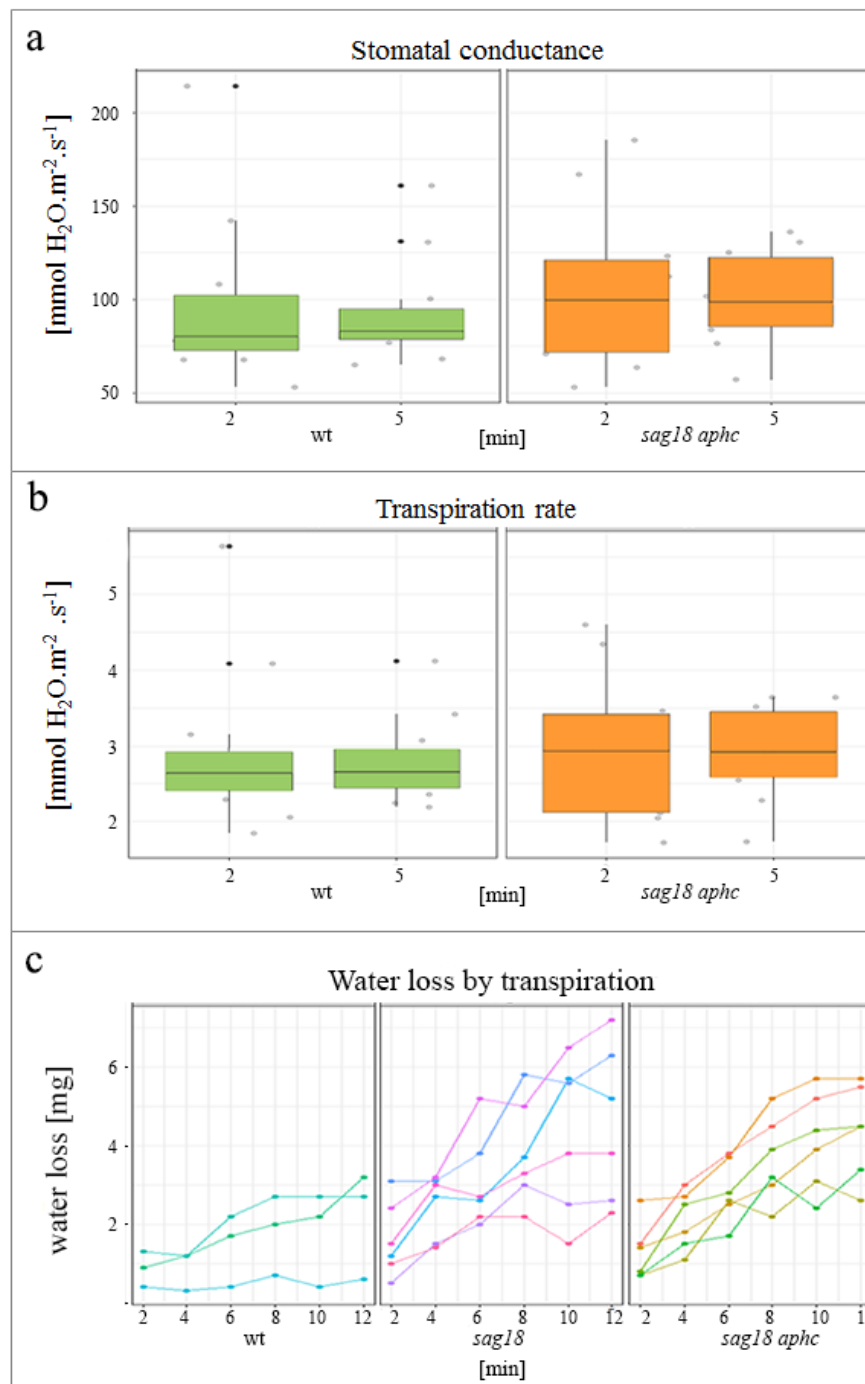 a
Stomatal conductance
[mmol H₂O.m⁻².s⁻¹]
200
150
100
50
2
5
2
5
wt
[min]
sag18 aphc
b
Transpiration rate
[mmol H₂O.m⁻² .s⁻¹]
5
4
3
2
2
5
2
5
wt
[min]
sag18 aphc
c
Water loss by transpiration
water loss [mg]
6
4
2
2 4 6 8 10 12
2 4 6 8 10 12
2 4 6 8 10 1
wt
sag18
sag18 aphc
[min]